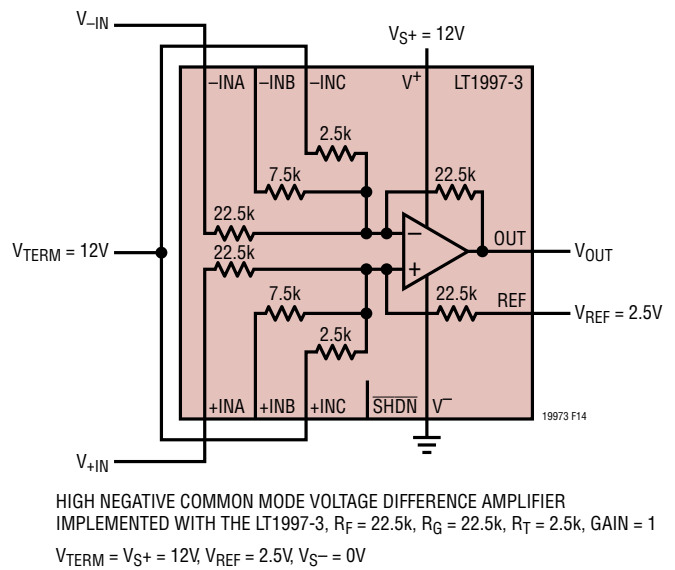 V–IN
VS+ = 12V
–INA –INB –INC V+ LT1997-3
2.5k
7.5k 22.5k
22.5k
–
VTERM = 12V OUT VOUT
22.5k
+
7.5k 22.5k REF VREF = 2.5V
2.5k
+INA +INB +INC SHDN V–
19973 F14
V+IN
HIGH NEGATIVE COMMON MODE VOLTAGE DIFFERENCE AMPLIFIER
IMPLEMENTED WITH THE LT1997-3, RF = 22.5k, RG = 22.5k, RT = 2.5k, GAIN = 1
VTERM = VS+ = 12V, VREF = 2.5V, VS– = 0V